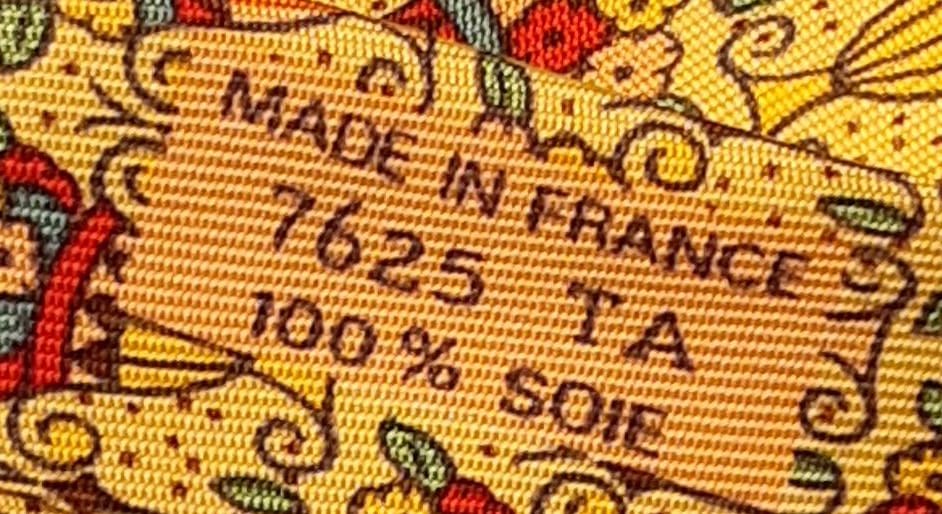 MADE IN FRANCE
7625 TA
100% SOIE